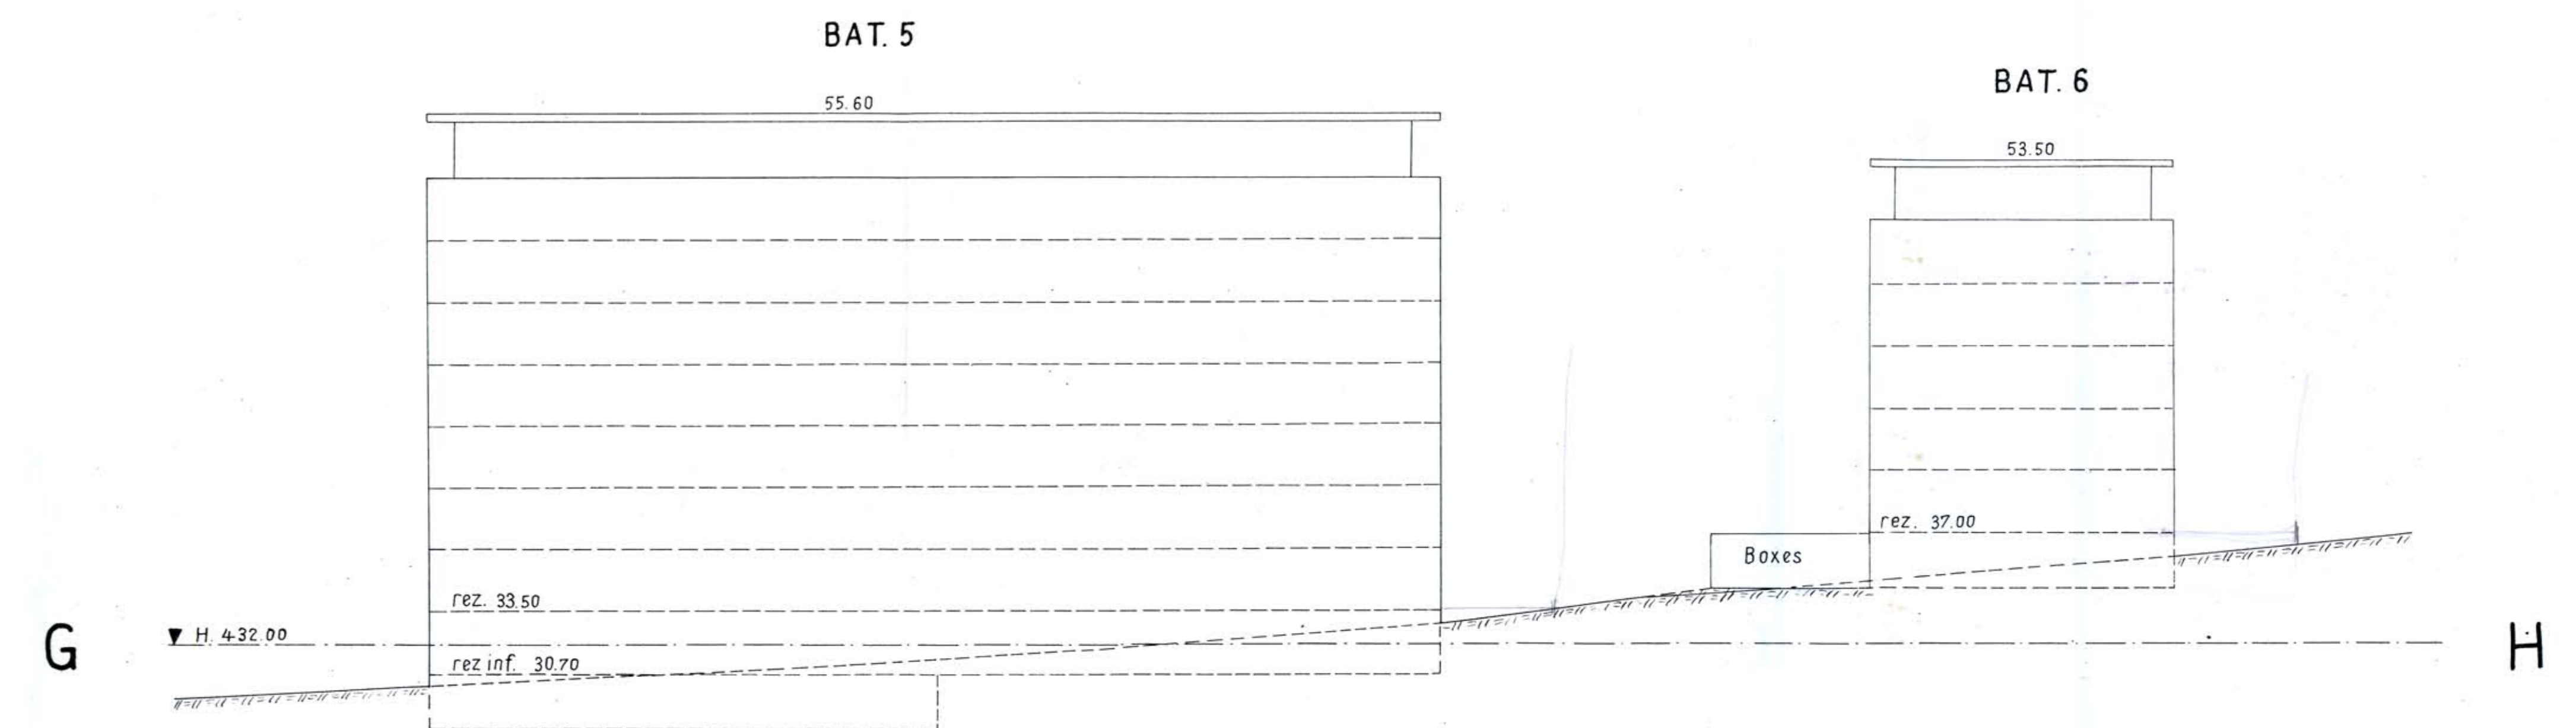 BAT. 5
BAT. 6
55.60
53.50
rez. 37.00
Boxes
rez. 33.50
G
H. 432.00
H
rez inf. 30.70